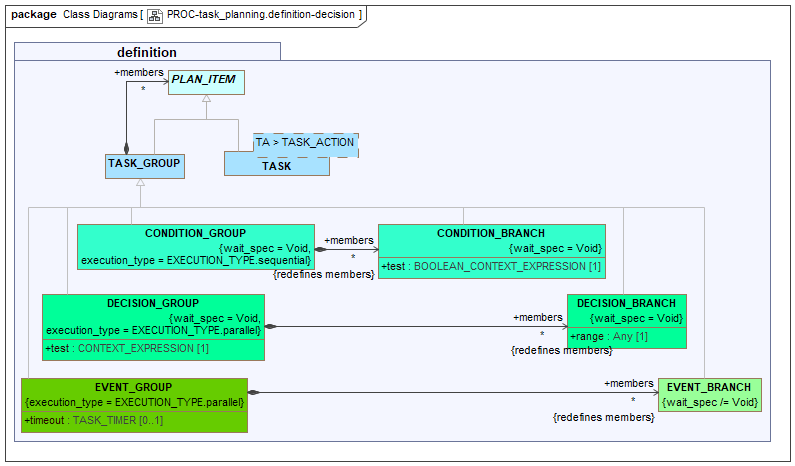 package Class Diagrams [ PROC-task_planning.definition-decision ]
definition
+members
*
PLAN_ITEM
TA > TASK_ACTION
TASK_GROUP
TASK
CONDITION_GROUP
{wait_spec = Void,
execution_type = EXECUTION_TYPE.sequential}
+members
*
{redefines members}
CONDITION_BRANCH
{wait_spec = Void}
+test : BOOLEAN_CONTEXT_EXPRESSION [1]
DECISION_GROUP
{wait_spec = Void,
execution_type = EXECUTION_TYPE.parallel}
+test : CONTEXT_EXPRESSION [1]
+members
*
{redefines members}
DECISION_BRANCH
{wait_spec = Void}
+range : Any [1]
EVENT_GROUP
{execution_type = EXECUTION_TYPE.parallel}
+timeout : TASK_TIMER [0..1]
+members
*
{redefines members}
EVENT_BRANCH
{wait_spec /= Void}